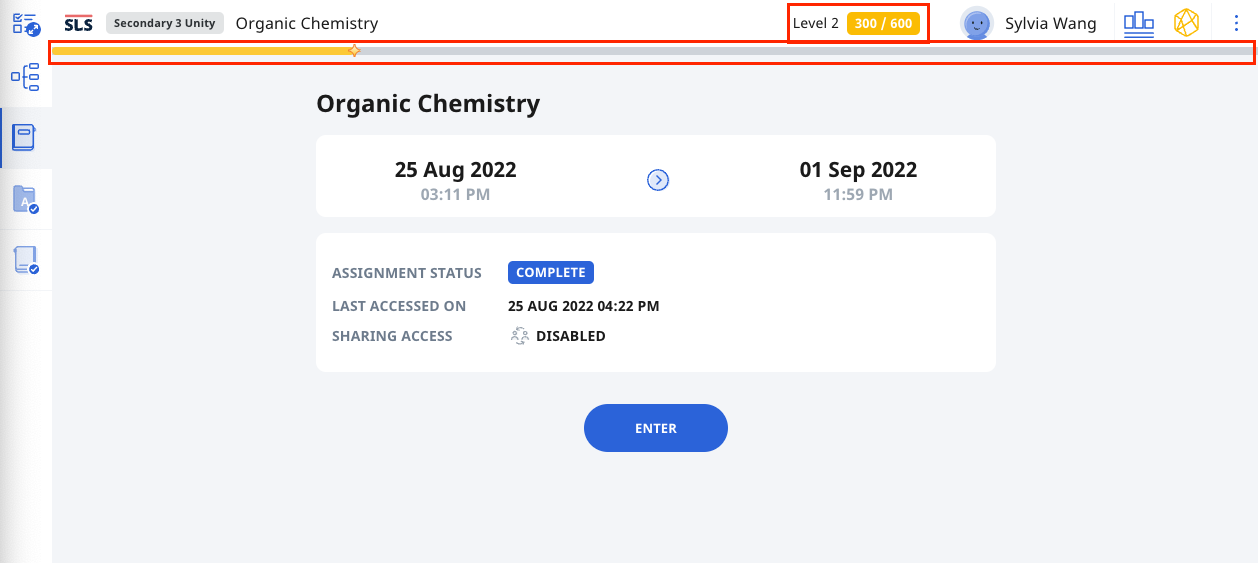 SLS Secondary 3 Unity Organic Chemistry Level 2 300 / 600 Sylvia Wang
Organic Chemistry
25 Aug 2022 01 Sep 2022
03:11 PM 11:59 PM
ASSIGNMENT STATUS COMPLETE
LAST ACCESSED ON 25 AUG 2022 04:22 PM
SHARING ACCESS DISABLED
ENTER
A